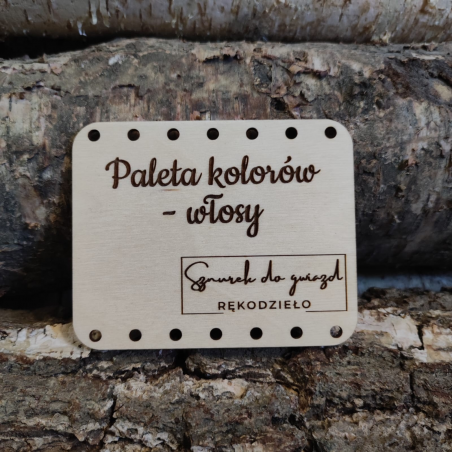 Paleta kolorów
- włosy
Sznurek do gwiazd
RĘKODZIEŁO